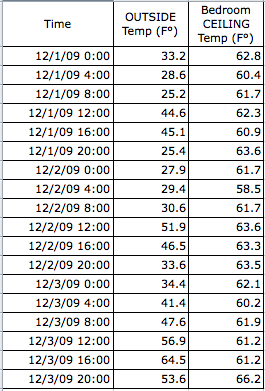 Time OUTSIDE Temp (F°) Bedroom CEILING Temp (F°)
12/1/09 0:00 33.2 62.8
12/1/09 4:00 28.6 60.4
12/1/09 8:00 25.2 61.7
12/1/09 12:00 44.6 62.3
12/1/09 16:00 45.1 60.9
12/1/09 20:00 25.4 63.6
12/2/09 0:00 27.9 61.7
12/2/09 4:00 29.4 58.5
12/2/09 8:00 30.6 61.7
12/2/09 12:00 51.9 63.6
12/2/09 16:00 46.5 63.3
12/2/09 20:00 33.6 63.5
12/3/09 0:00 34.4 62.1
12/3/09 4:00 41.4 60.2
12/3/09 8:00 47.6 61.9
12/3/09 12:00 56.9 61.2
12/3/09 16:00 64.5 61.2
12/3/09 20:00 53.6 66.2